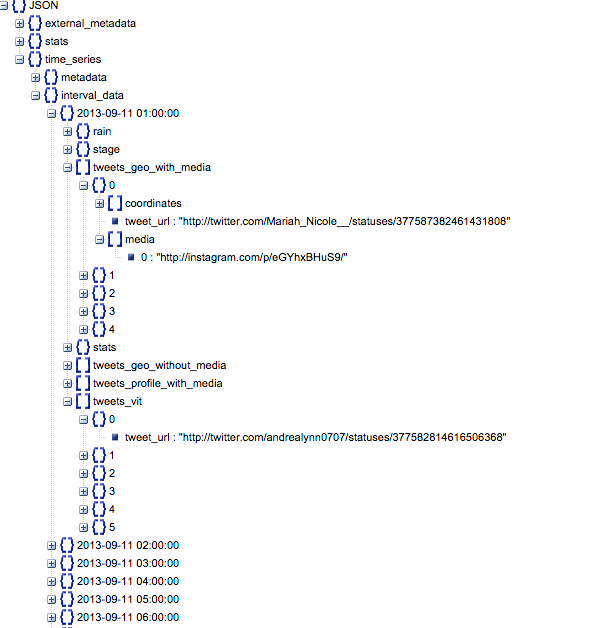 JSON
external_metadata
stats
time_series
metadata
interval_data
2013-09-11 01:00:00
rain
stage
tweets_geo_with_media
0
coordinates
tweet_url : "http://twitter.com/Mariah_Nicole__/statuses/377587382461431808"
media
0 : "http://instagram.com/p/eGYhxBHuS9/"
1
2
3
4
stats
tweets_geo_without_media
tweets_profile_with_media
tweets_vit
0
tweet_url : "http://twitter.com/andrealynn0707/statuses/377582814616506368"
1
2
3
4
5
2013-09-11 02:00:00
2013-09-11 03:00:00
2013-09-11 04:00:00
2013-09-11 05:00:00
2013-09-11 06:00:00